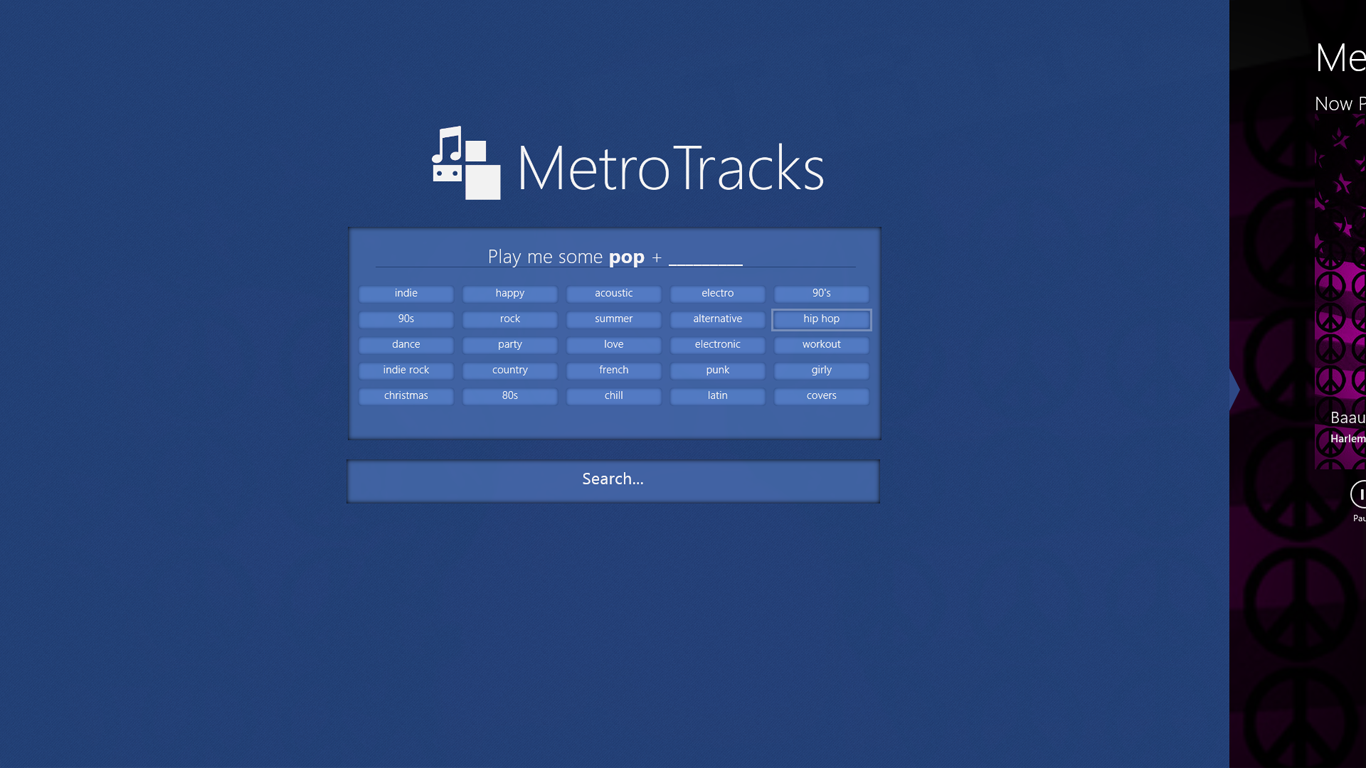 MetroTracks
Play me some pop + ________
indie happy acoustic electro 90's
90s rock summer alternative hip hop
dance party love electronic workout
indie rock country french punk girly
christmas 80s chill latin covers
Search...
Me
Now P
Baau
Harlem
Pau